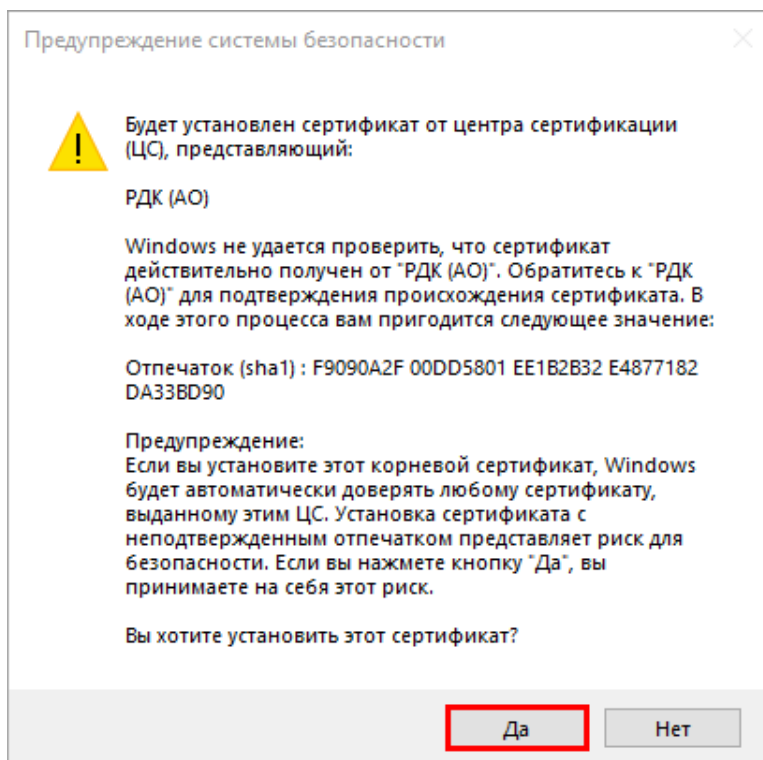 Предупреждение системы безопасности
Будет установлен сертификат от центра сертификации
(ЦС), представляющий:
РДК (АО)
Windows не удается проверить, что сертификат
действительно получен от "РДК (АО)". Обратитесь к "РДК
(АО)" для подтверждения происхождения сертификата. В
ходе этого процесса вам пригодится следующее значение:
Отпечаток (sha1) : F9090A2F 00DD5801 EE1B2B32 E4877182
DA33BD90
Предупреждение:
Если вы установите этот корневой сертификат, Windows
будет автоматически доверять любому сертификату,
выданному этим ЦС. Установка сертификата с
неподтвержденным отпечатком представляет риск для
безопасности. Если вы нажмете кнопку "Да", вы
принимаете на себя этот риск.
Вы хотите установить этот сертификат?
Да
Нет